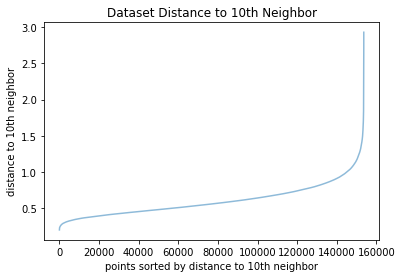 Dataset Distance to 10th Neighbor
distance to 10th neighbor
3.0
2.5
2.0
1.5
1.0
0.5
0 20000 40000 60000 80000 100000 120000 140000 160000
points sorted by distance to 10th neighbor